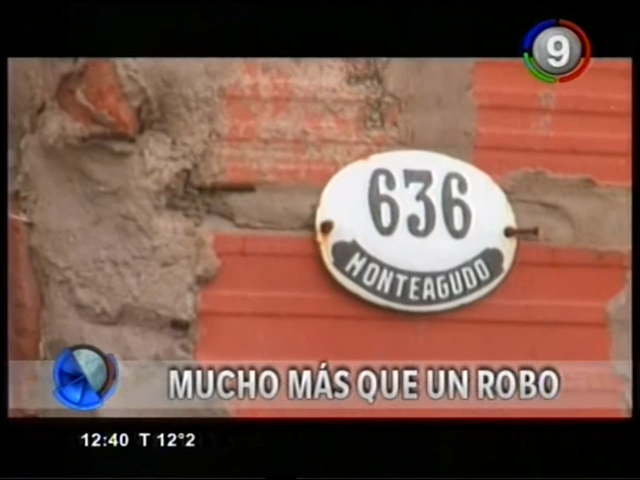 9
636
MONTEAGUDO
MUCHO MÁS QUE UN ROBO
12:40 T 12°2